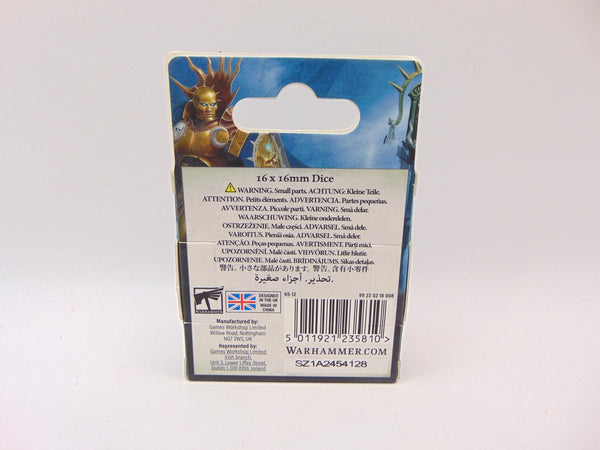 16 x 16mm Dice
⚠ WARNING. Small parts. ACHTUNG: Kleine Teile.
ATTENTION. Petits éléments. ADVERTENCIA. Partes pequeñas.
AVVERTENZA. Piccole parti. VARNING. Små delar.
WAARSCHUWING. Kleine onderdelen.
OSTRZEŻENIE. Małe części. ADVARSEL. Små dele.
VAROITUS. Pieniä osia. ADVARSEL. Små deler.
ATENÇÃO. Peças pequenas. AVERTISMENT. Părți mici.
UPOZORNĚNÍ. Malé části. VIÐVÖRUN. Litlir hlutir.
UPOZORNENIE. Malé časti. BRĪDINĀJUMS. Sīkas detaļas.
警告。小さな部品があります。警告。含有小零件
تحذير. أجزاء صغيرة.
WARHAMMER
DESIGNED
IN THE UK
MADE IN
CHINA
65-12
99 22 02 18 008
Manufactured by:
Games Workshop Limited
Willow Road, Nottingham
NG7 2WS, UK
Represented by:
Games Workshop Limited,
Irish branch,
Unit 3, Lower Liffey Street,
Dublin 1, D01 K199, Ireland
5 011921 235810 >
WARHAMMER.COM
SZ1A2454128